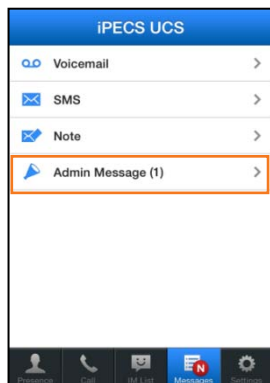 iPECS UCS
Voicemail
SMS
Note
Admin Message (1)
N
Presence Call IM List Messages Settings